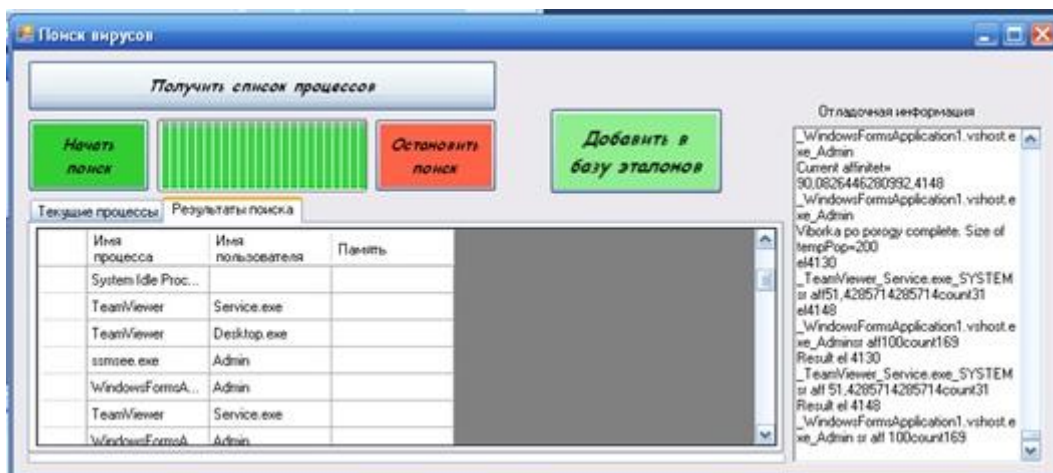 Поиск вирусов
Получить список процессов
Начать
поиск
Остановить
поиск
Добавить в
базу эталонов
Текущие процессы
Результаты поиска
Имя
процесса
Имя
пользователя
Память
System Idle Proc...
TeamViewer
Service.exe
TeamViewer
Desktop.exe
ssmsee.exe
Admin
WindowsFormsA...
Admin
TeamViewer
Service.exe
WindowsFormsA
Admin
Отладочная информация
_WindowsFormsApplication1.vshost.e
xe_Admin
Current affinitet=
90,0826446280992,4148
_WindowsFormsApplication1.vshost.e
xe_Admin
Viborka po porogy complete. Size of
tempPop=200
el4130
_TeamViewer_Service.exe_SYSTEM
sr aff51,4285714285714count31
el4148
_WindowsFormsApplication1.vshost.e
xe_Adminsr aff100count169
Result el 4130
_TeamViewer_Service.exe_SYSTEM
sr aff 51,4285714285714count31
Result el 4148
_WindowsFormsApplication1.vshost.e
xe_Admin sr aff 100count169